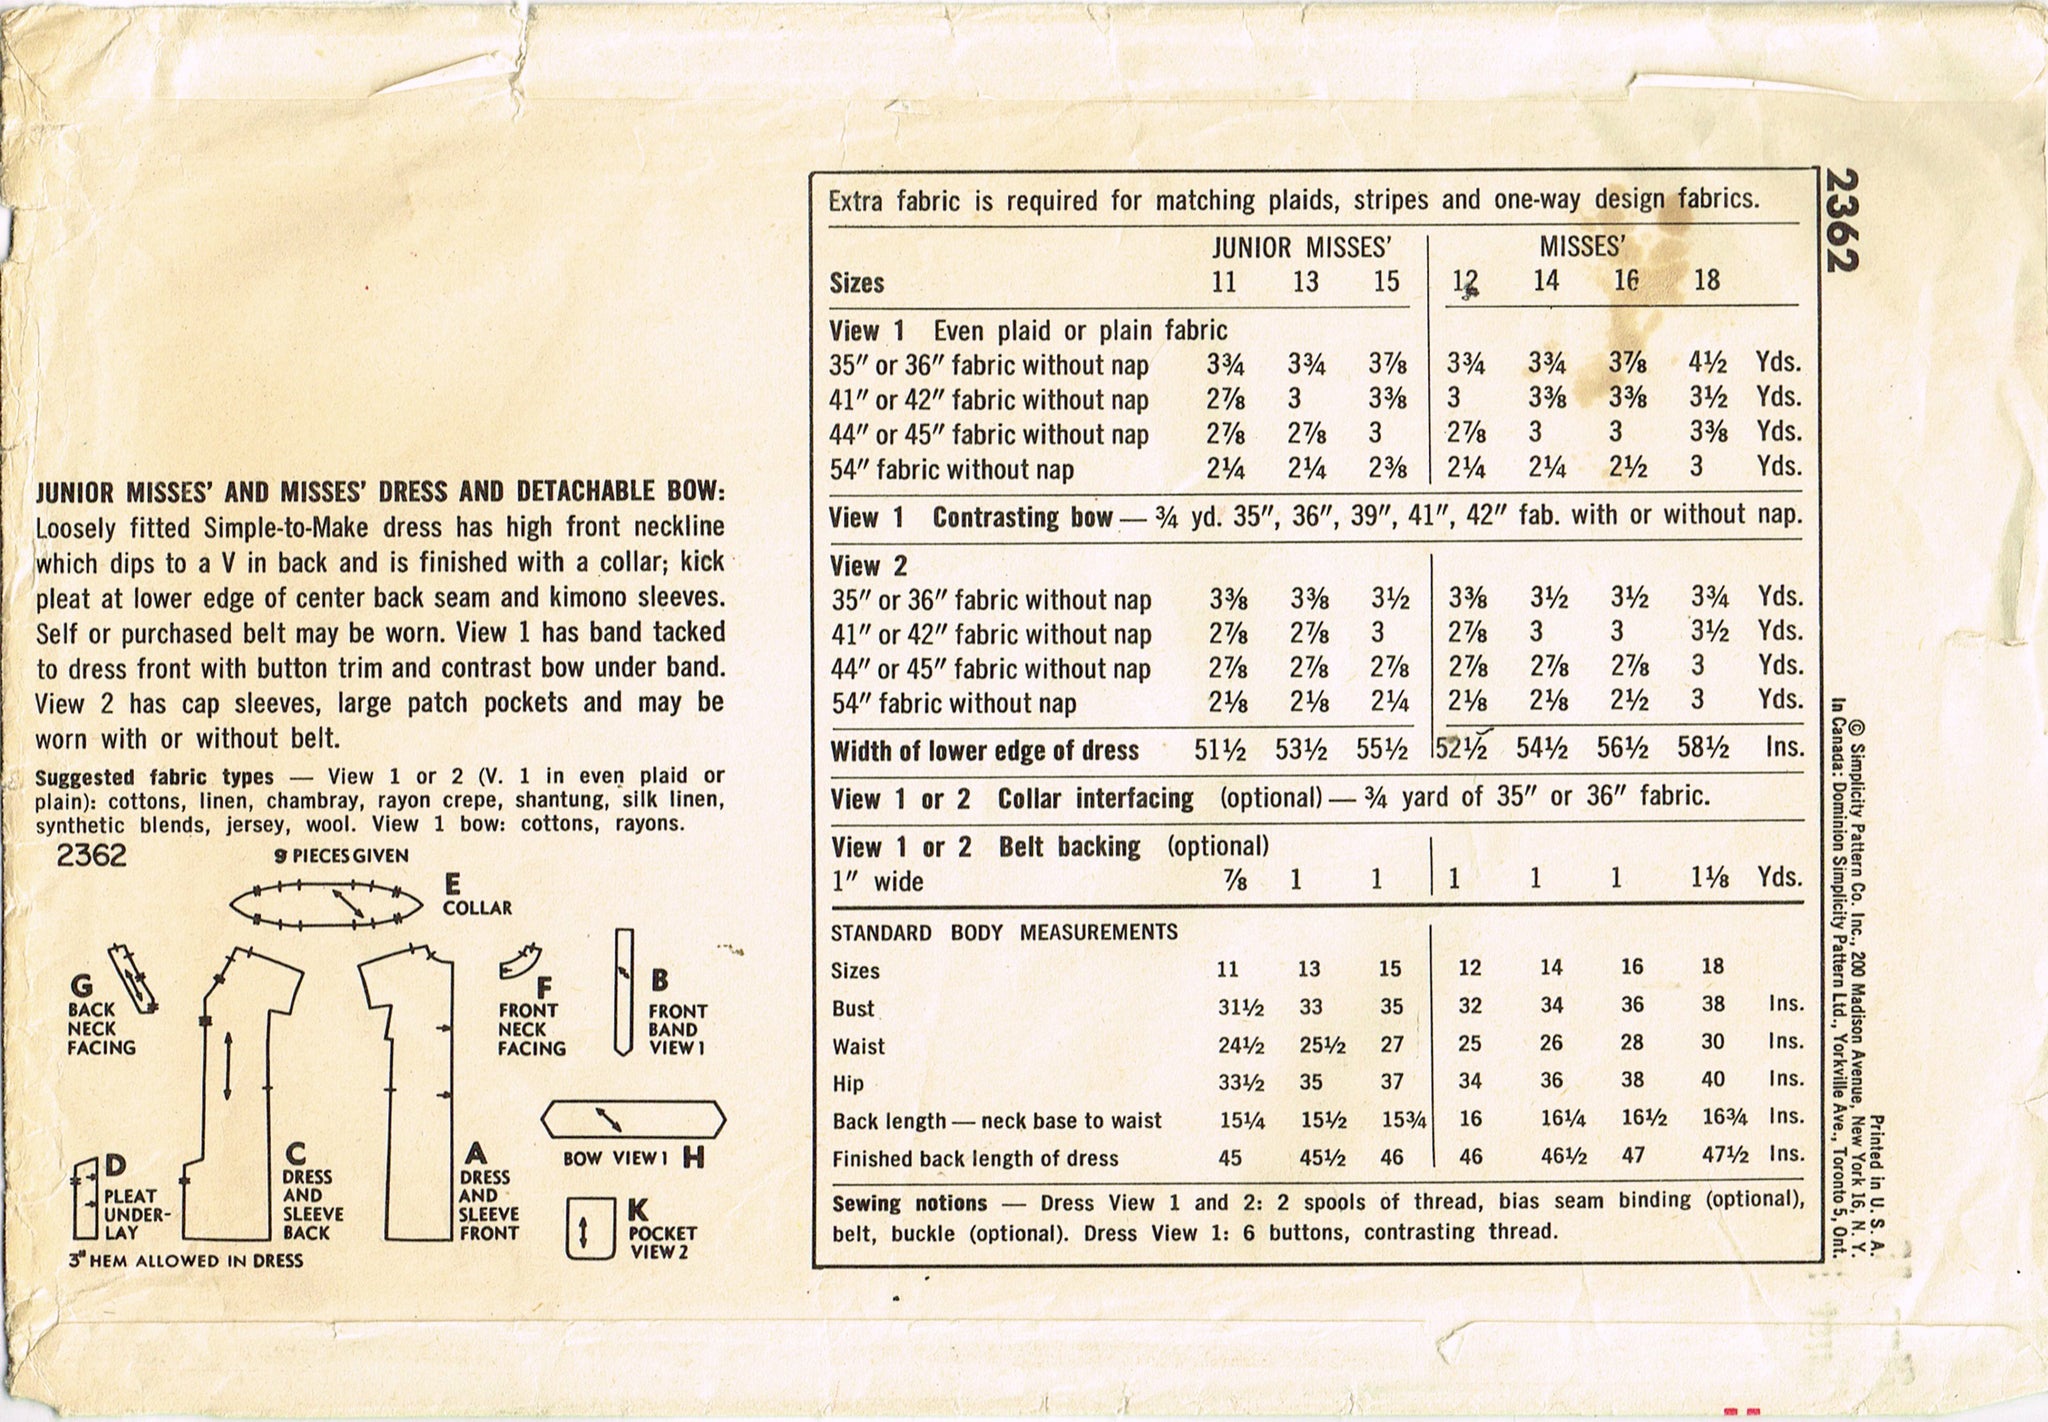 JUNIOR MISSES' AND MISSES' DRESS AND DETACHABLE BOW:
Loosely fitted Simple-to-Make dress has high front neckline
which dips to a V in back and is finished with a collar; kick
pleat at lower edge of center back seam and kimono sleeves.
Self or purchased belt may be worn. View 1 has band tacked
to dress front with button trim and contrast bow under band.
View 2 has cap sleeves, large patch pockets and may be
worn with or without belt.
Suggested fabric types — View 1 or 2 (V. 1 in even plaid or
plain): cottons, linen, chambray, rayon crepe, shantung, silk linen,
synthetic blends, jersey, wool. View 1 bow: cottons, rayons.
2362
9 PIECES GIVEN
E
COLLAR
G
BACK
NECK
FACING
F
FRONT
NECK
FACING
B
FRONT
BAND
VIEW 1
D
PLEAT
UNDER-
LAY
C
DRESS
AND
SLEEVE
BACK
A
DRESS
AND
SLEEVE
FRONT
BOW VIEW 1 H
K
POCKET
VIEW 2
3" HEM ALLOWED IN DRESS
Extra fabric is required for matching plaids, stripes and one-way design fabrics.
JUNIOR MISSES' MISSES'
Sizes 11 13 15 12 14 16 18
View 1 Even plaid or plain fabric
35" or 36" fabric without nap 3¾ 3¾ 3⅞ 3¾ 3¾ 3⅞ 4½ Yds.
41" or 42" fabric without nap 2⅞ 3 3⅜ 3 3⅜ 3⅜ 3½ Yds.
44" or 45" fabric without nap 2⅞ 2⅞ 3 2⅞ 3 3 3⅜ Yds.
54" fabric without nap 2¼ 2¼ 2⅜ 2¼ 2¼ 2½ 3 Yds.
View 1 Contrasting bow — ¾ yd. 35", 36", 39", 41", 42" fab. with or without nap.
View 2
35" or 36" fabric without nap 3⅜ 3⅜ 3½ 3⅜ 3½ 3½ 3¾ Yds.
41" or 42" fabric without nap 2⅞ 2⅞ 3 2⅞ 3 3 3½ Yds.
44" or 45" fabric without nap 2⅞ 2⅞ 2⅞ 2⅞ 2⅞ 2⅞ 3 Yds.
54" fabric without nap 2⅛ 2⅛ 2¼ 2⅛ 2⅛ 2½ 3 Yds.
Width of lower edge of dress 51½ 53½ 55½ 52½ 54½ 56½ 58½ Ins.
View 1 or 2 Collar interfacing (optional) — ¾ yard of 35" or 36" fabric.
View 1 or 2 Belt backing (optional)
1" wide ⅞ 1 1 1 1 1 1⅛ Yds.
STANDARD BODY MEASUREMENTS
Sizes 11 13 15 12 14 16 18
Bust 31½ 33 35 32 34 36 38 Ins.
Waist 24½ 25½ 27 25 26 28 30 Ins.
Hip 33½ 35 37 34 36 38 40 Ins.
Back length — neck base to waist 15¼ 15½ 15¾ 16 16¼ 16½ 16¾ Ins.
Finished back length of dress 45 45½ 46 46 46½ 47 47½ Ins.
Sewing notions — Dress View 1 and 2: 2 spools of thread, bias seam binding (optional),
belt, buckle (optional). Dress View 1: 6 buttons, contrasting thread.
2362
Printed in U. S. A.
© Simplicity Pattern Co. Inc., 200 Madison Avenue, New York 16, N. Y.
In Canada: Dominion Simplicity Pattern Ltd., Yorkville Ave., Toronto 5, Ont.